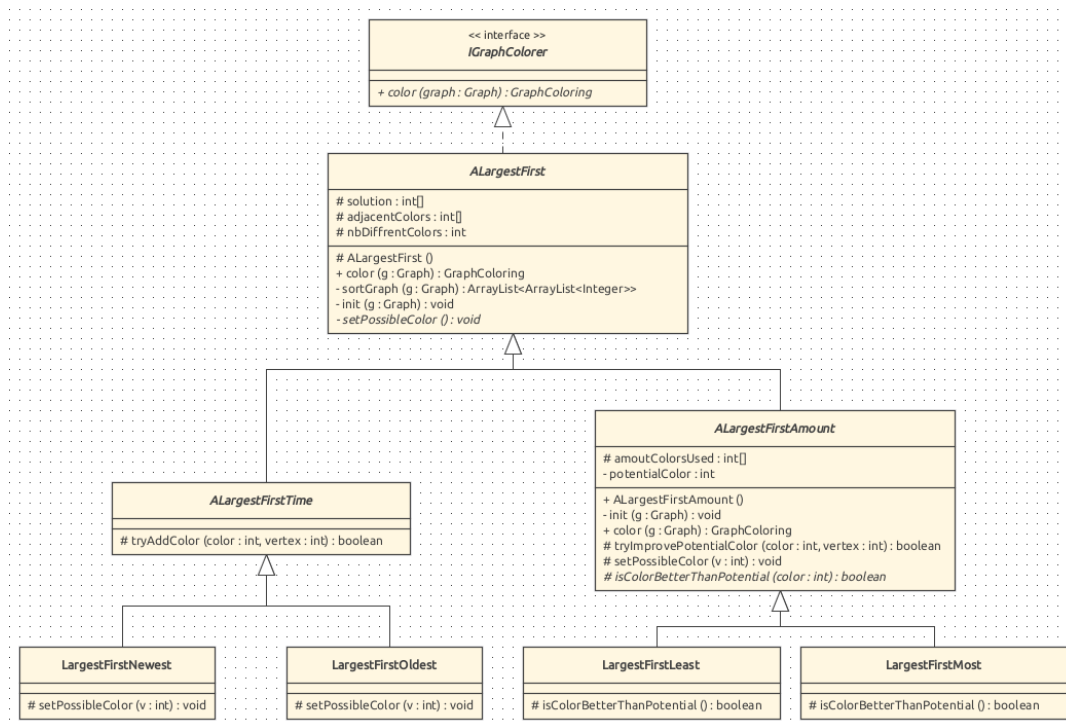 << interface >>
IGraphColorer
+ color (graph : Graph) : GraphColoring
ALargestFirst
# solution : int[]
# adjacentColors : int[]
# nbDiffrentColors : int
# ALargestFirst ()
+ color (g : Graph) : GraphColoring
- sortGraph (g : Graph) : ArrayList<ArrayList<Integer>>
- init (g : Graph) : void
- setPossibleColor () : void
ALargestFirstAmount
# amoutColorsUsed : int[]
- potentialColor : int
+ ALargestFirstAmount ()
- init (g : Graph) : void
+ color (g : Graph) : GraphColoring
# tryImprovePotentialColor (color : int, vertex : int) : boolean
# setPossibleColor (v : int) : void
# isColorBetterThanPotential (color : int) : boolean
ALargestFirstTime
# tryAddColor (color : int, vertex : int) : boolean
LargestFirstNewest
# setPossibleColor (v : int) : void
LargestFirstOldest
# setPossibleColor (v : int) : void
LargestFirstLeast
# isColorBetterThanPotential () : boolean
LargestFirstMost
# isColorBetterThanPotential () : boolean